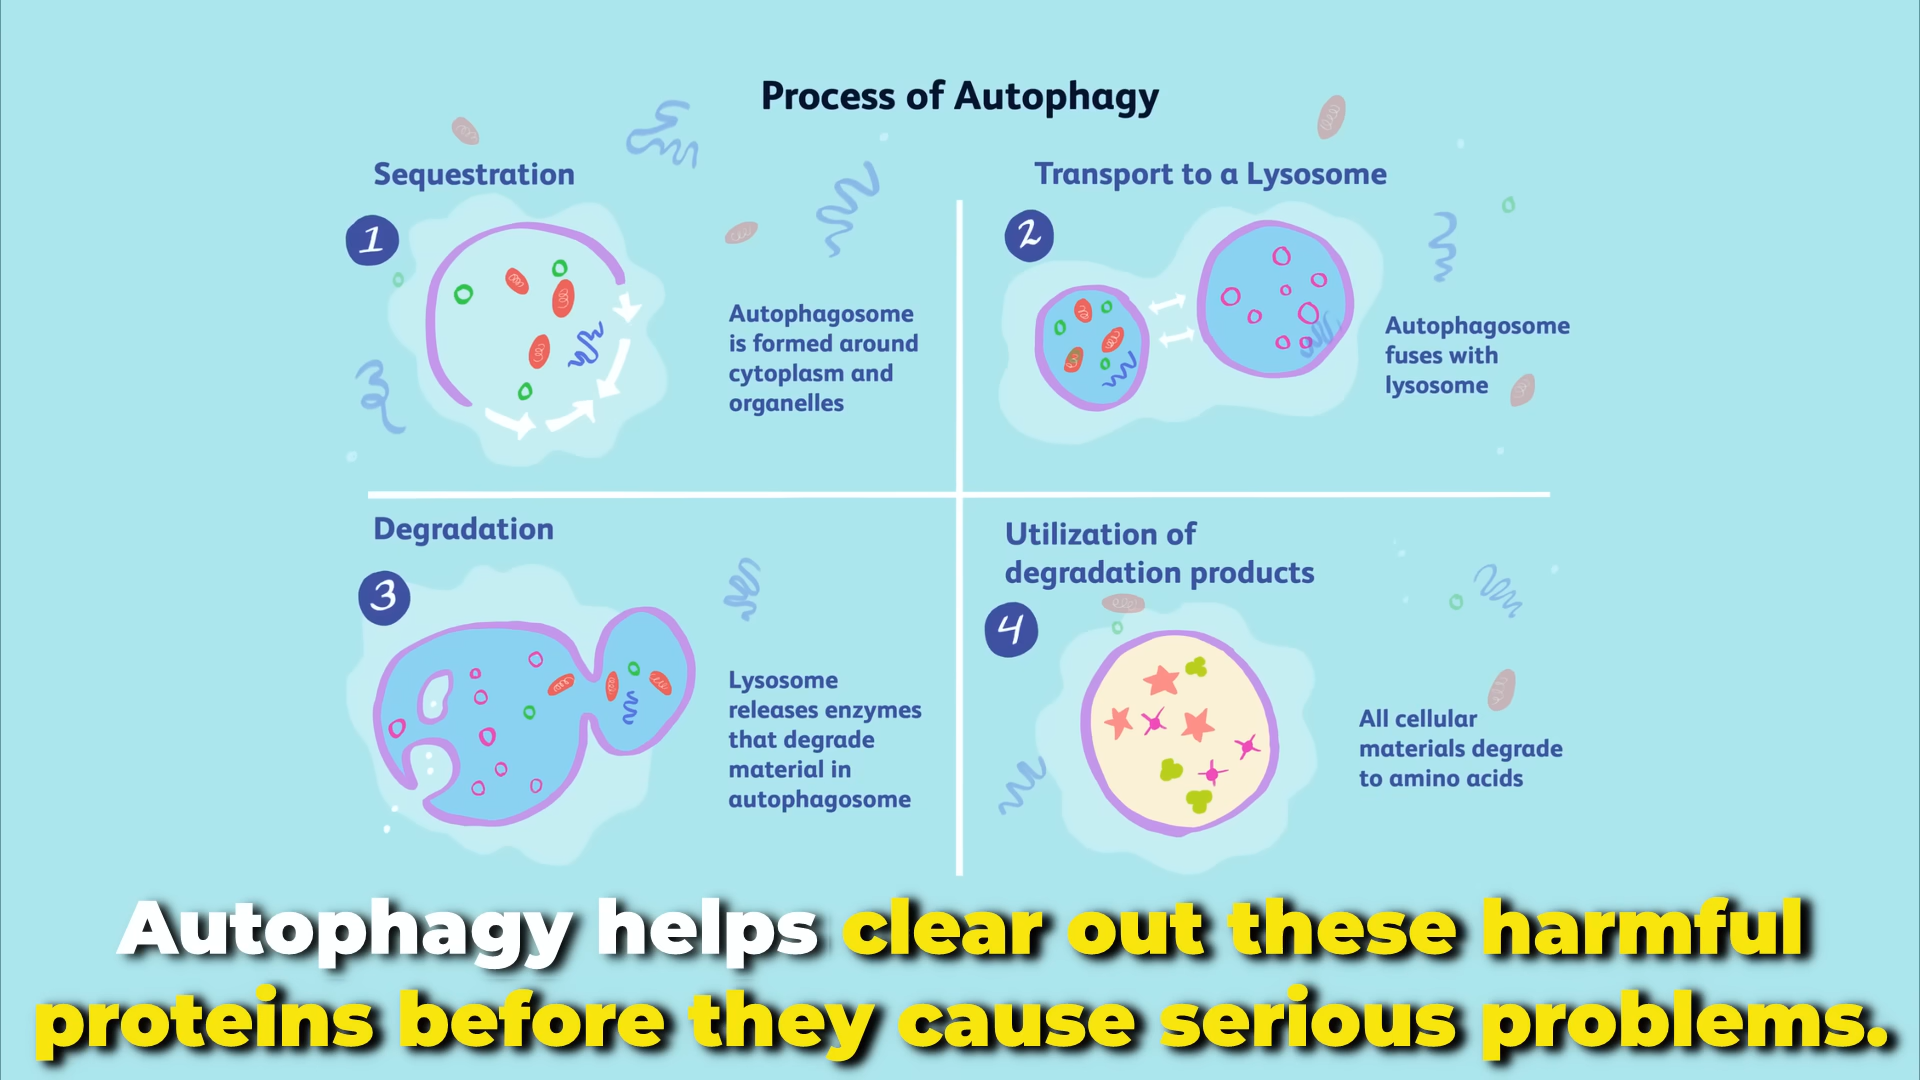 Process of Autophagy
Sequestration
1
Autophagosome
is formed around
cytoplasm and
organelles
Transport to a Lysosome
2
Autophagosome
fuses with
lysosome
Degradation
3
Lysosome
releases enzymes
that degrade
material in
autophagosome
Utilization of
degradation products
4
All cellular
materials degrade
to amino acids
Autophagy helps clear out these harmful
proteins before they cause serious problems.